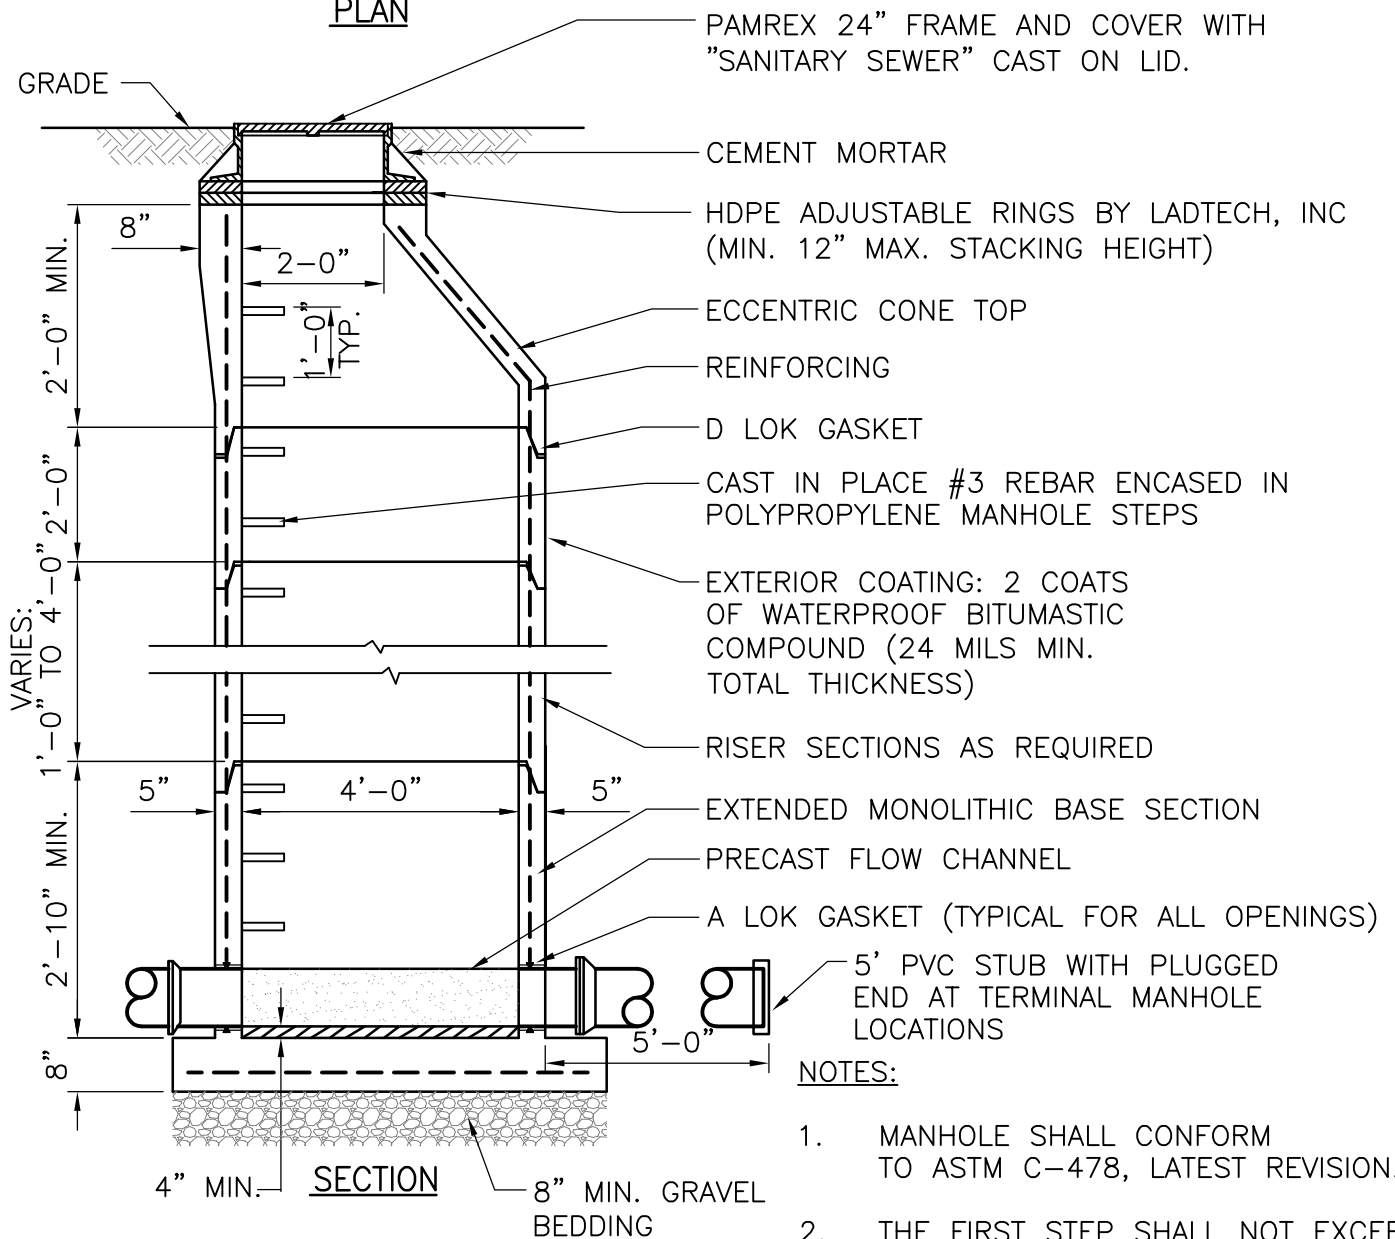 PLAN
PAMREX 24" FRAME AND COVER WITH
"SANITARY SEWER" CAST ON LID.
GRADE
CEMENT MORTAR
HDPE ADJUSTABLE RINGS BY LADTECH, INC
(MIN. 12" MAX. STACKING HEIGHT)
8"
2'-0" MIN.
2-0"
1'-0"
TYP.
ECCENTRIC CONE TOP
REINFORCING
D LOK GASKET
2'-0"
CAST IN PLACE #3 REBAR ENCASED IN
POLYPROPYLENE MANHOLE STEPS
EXTERIOR COATING: 2 COATS
OF WATERPROOF BITUMASTIC
COMPOUND (24 MILS MIN.
TOTAL THICKNESS)
VARIES:
1'-0" TO 4'-0"
RISER SECTIONS AS REQUIRED
5"
4'-0"
5"
EXTENDED MONOLITHIC BASE SECTION
2'-10" MIN.
PRECAST FLOW CHANNEL
A LOK GASKET (TYPICAL FOR ALL OPENINGS)
5' PVC STUB WITH PLUGGED
END AT TERMINAL MANHOLE
LOCATIONS
5'-0"
8"
NOTES:
1. MANHOLE SHALL CONFORM
TO ASTM C-478, LATEST REVISION.
4" MIN.
SECTION
8" MIN. GRAVEL
BEDDING
2. THE FIRST STEP SHALL NOT